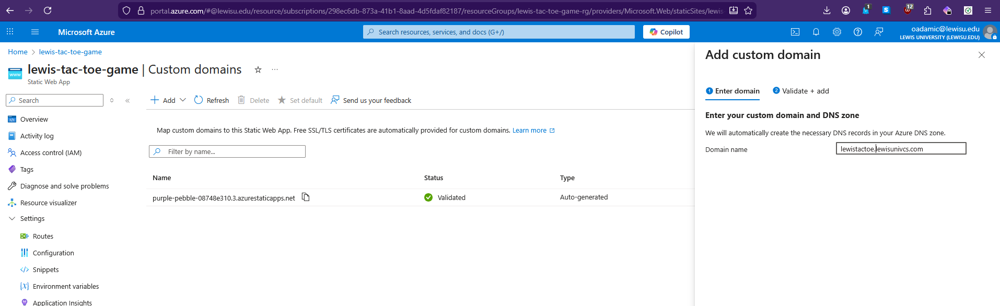 portal.azure.com/#@lewisu.edu/resource/subscriptions/298ec6db-873a-41b1-8aad-4d5fdaf82187/resourceGroups/lewis-tac-toe-game-rg/providers/Microsoft.Web/staticSites/lewis
1
S
12
Microsoft Azure
Search resources, services, and docs (G+/)
Copilot
oadamic@lewisu.edu
LEWIS UNIVERSITY (LEWISU.EDU)
Home > lewis-tac-toe-game
lewis-tac-toe-game | Custom domains
Static Web App
Search
Overview
Activity log
Access control (IAM)
Tags
Diagnose and solve problems
Resource visualizer
Settings
Routes
Configuration
Snippets
Environment variables
Application Insights
Add
Refresh
Delete
Set default
Send us your feedback
Map custom domains to this Static Web App. Free SSL/TLS certificates are automatically provided for custom domains. Learn more
Filter by name...
Name Status Type
purple-pebble-08748e310.3.azurestaticapps.net Validated Auto-generated
Add custom domain
1 Enter domain 2 Validate + add
Enter your custom domain and DNS zone
We will automatically create the necessary DNS records in your Azure DNS zone.
Domain name lewistactoe.lewisunivcs.com